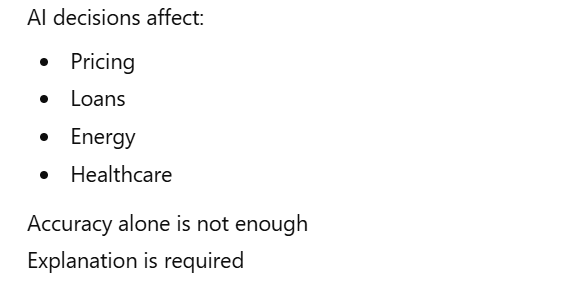 AI decisions affect:
• Pricing
• Loans
• Energy
• Healthcare
Accuracy alone is not enough
Explanation is required